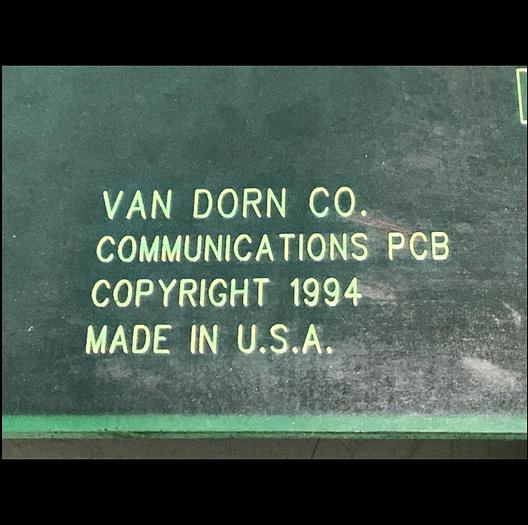 VAN DORN CO.
COMMUNICATIONS PCB
COPYRIGHT 1994
MADE IN U.S.A.